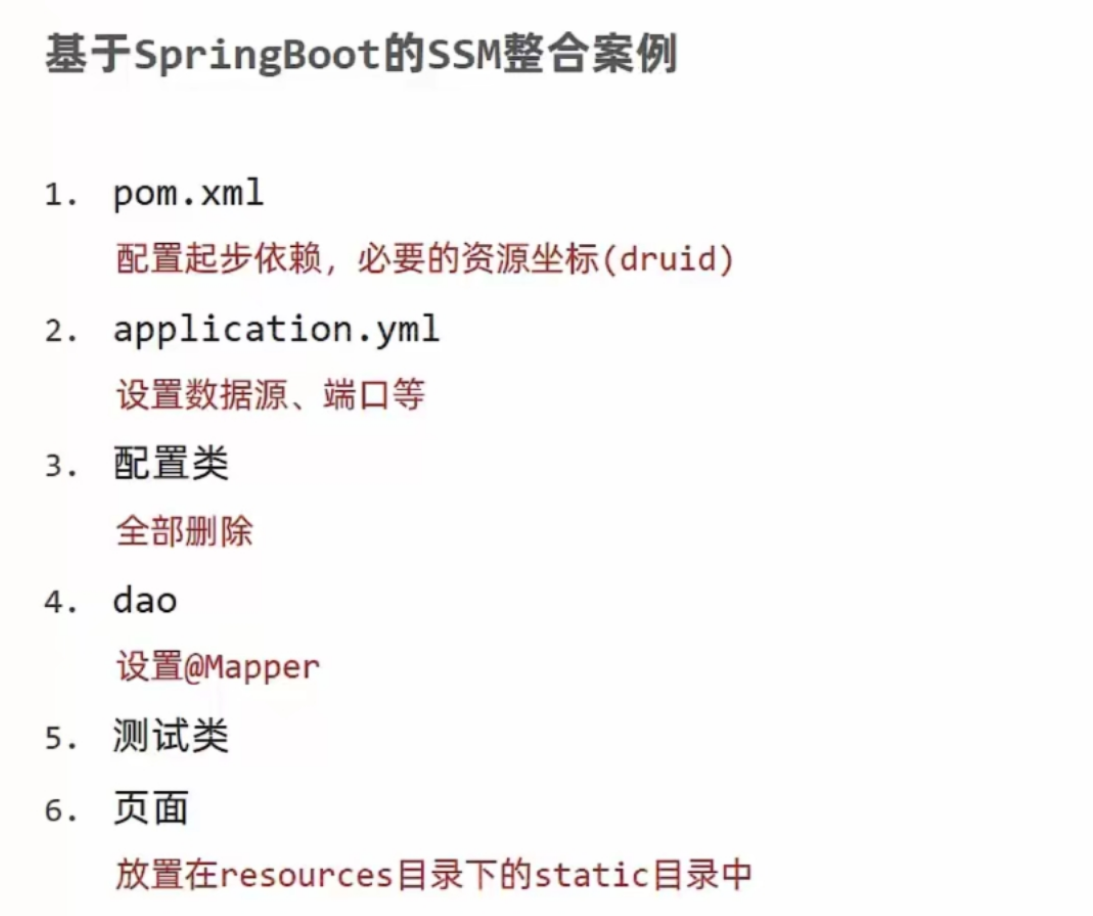 基于SpringBoot的SSM整合案例
1. pom.xml
配置起步依赖，必要的资源坐标(druid)
2. application.yml
设置数据源、端口等
3. 配置类
全部删除
4. dao
设置@Mapper
5. 测试类
6. 页面
放置在resources目录下的static目录中